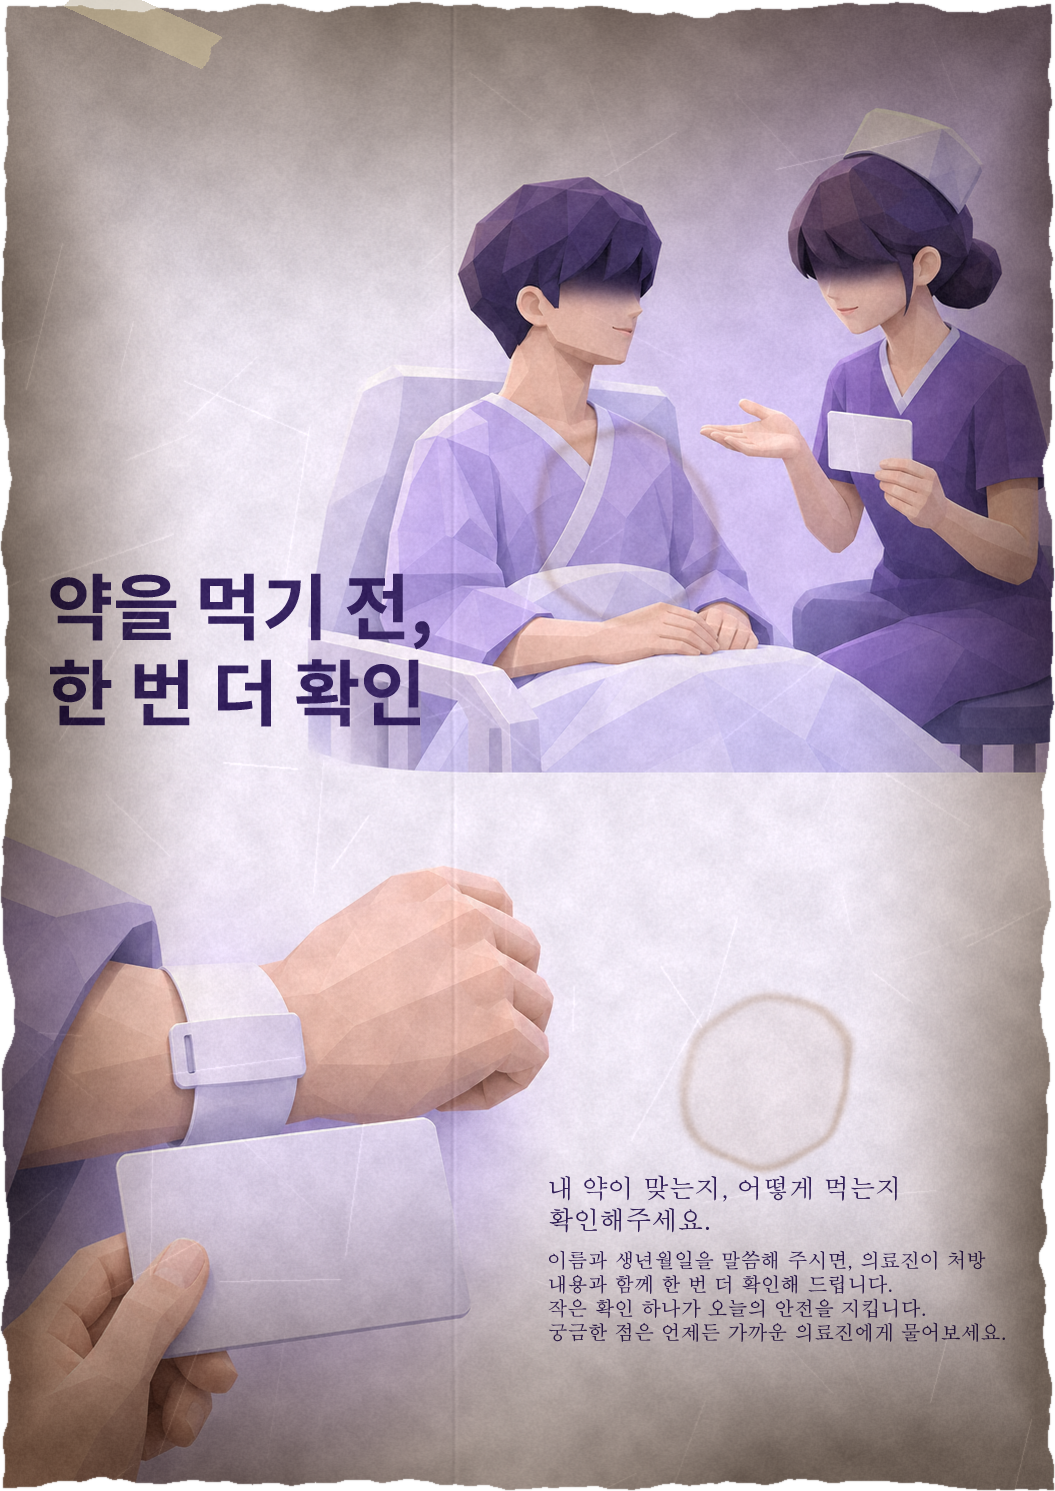 약을 먹기 전,
한 번 더 확인
내 약이 맞는지, 어떻게 먹는지
확인해주세요.
이름과 생년월일을 말씀해 주시면, 의료진이 처방
내용과 함께 한 번 더 확인해 드립니다.
작은 확인 하나가 오늘의 안전을 지킵니다.
궁금한 점은 언제든 가까운 의료진에게 물어보세요.